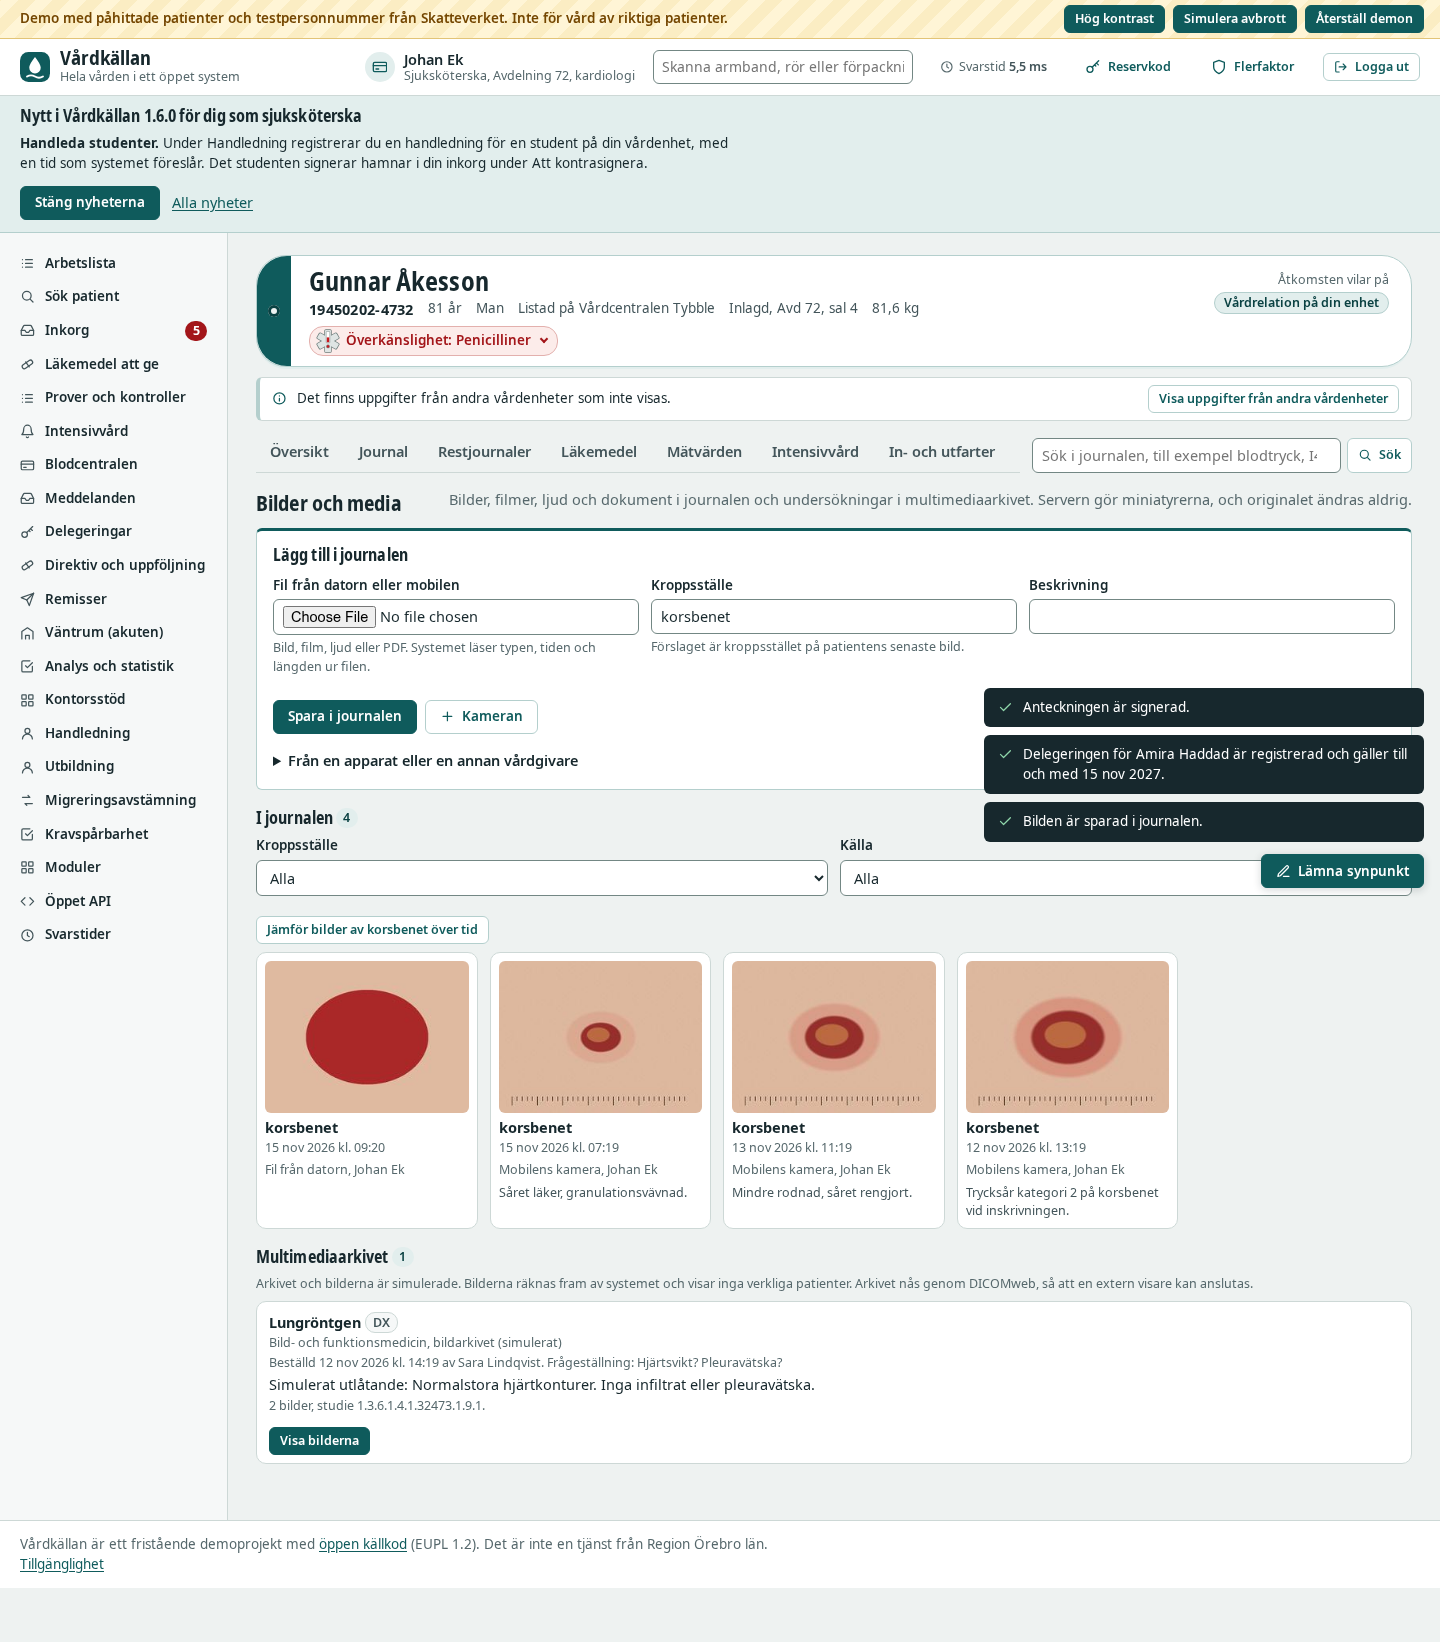 Demo med påhittade patienter och testpersonnummer från Skatteverket. Inte för vård av riktiga patienter.
Hög kontrast
Simulera avbrott
Återställ demon
Vårdkällan
Hela vården i ett öppet system
Johan Ek
Sjuksköterska, Avdelning 72, kardiologi
Skanna armband, rör eller förpackni
Svarstid 5,5 ms
Reservkod
Flerfaktor
Logga ut
Nytt i Vårdkällan 1.6.0 för dig som sjuksköterska
Handleda studenter. Under Handledning registrerar du en handledning för en student på din vårdenhet, med
en tid som systemet föreslår. Det studenten signerar hamnar i din inkorg under Att kontrasignera.
Stäng nyheterna
Alla nyheter
Arbetslista
Sök patient
Inkorg 5
Läkemedel att ge
Prover och kontroller
Intensivvård
Blodcentralen
Meddelanden
Delegeringar
Direktiv och uppföljning
Remisser
Väntrum (akuten)
Analys och statistik
Kontorsstöd
Handledning
Utbildning
Migreringsavstämning
Kravspårbarhet
Moduler
Öppet API
Svarstider
Gunnar Åkesson
19450202-4732 81 år Man Listad på Vårdcentralen Tybble Inlagd, Avd 72, sal 4 81,6 kg
Överkänslighet: Penicilliner
Åtkomsten vilar på
Vårdrelation på din enhet
Det finns uppgifter från andra vårdenheter som inte visas.
Visa uppgifter från andra vårdenheter
Översikt
Journal
Restjournaler
Läkemedel
Mätvärden
Intensivvård
In- och utfarter
Sök i journalen, till exempel blodtryck, I
Sök
Bilder och media
Bilder, filmer, ljud och dokument i journalen och undersökningar i multimediaarkivet. Servern gör miniatyrerna, och originalet ändras aldrig.
Lägg till i journalen
Fil från datorn eller mobilen
Choose File No file chosen
Bild, film, ljud eller PDF. Systemet läser typen, tiden och
längden ur filen.
Kroppsställe
korsbenet
Förslaget är kroppsstället på patientens senaste bild.
Beskrivning
Spara i journalen
Kameran
Från en apparat eller en annan vårdgivare
Anteckningen är signerad.
Delegeringen för Amira Haddad är registrerad och gäller till
och med 15 nov 2027.
Bilden är sparad i journalen.
Lämna synpunkt
I journalen 4
Kroppsställe
Alla
Källa
Alla
Jämför bilder av korsbenet över tid
korsbenet
15 nov 2026 kl. 09:20
Fil från datorn, Johan Ek
korsbenet
15 nov 2026 kl. 07:19
Mobilens kamera, Johan Ek
Såret läker, granulationsvävnad.
korsbenet
13 nov 2026 kl. 11:19
Mobilens kamera, Johan Ek
Mindre rodnad, såret rengjort.
korsbenet
12 nov 2026 kl. 13:19
Mobilens kamera, Johan Ek
Trycksår kategori 2 på korsbenet
vid inskrivningen.
Multimediaarkivet 1
Arkivet och bilderna är simulerade. Bilderna räknas fram av systemet och visar inga verkliga patienter. Arkivet nås genom DICOMweb, så att en extern visare kan anslutas.
Lungröntgen DX
Bild- och funktionsmedicin, bildarkivet (simulerat)
Beställd 12 nov 2026 kl. 14:19 av Sara Lindqvist. Frågeställning: Hjärtsvikt? Pleuravätska?
Simulerat utlåtande: Normalstora hjärtkonturer. Inga infiltrat eller pleuravätska.
2 bilder, studie 1.3.6.1.4.1.32473.1.9.1.
Visa bilderna
Vårdkällan är ett fristående demoprojekt med öppen källkod (EUPL 1.2). Det är inte en tjänst från Region Örebro län.
Tillgänglighet